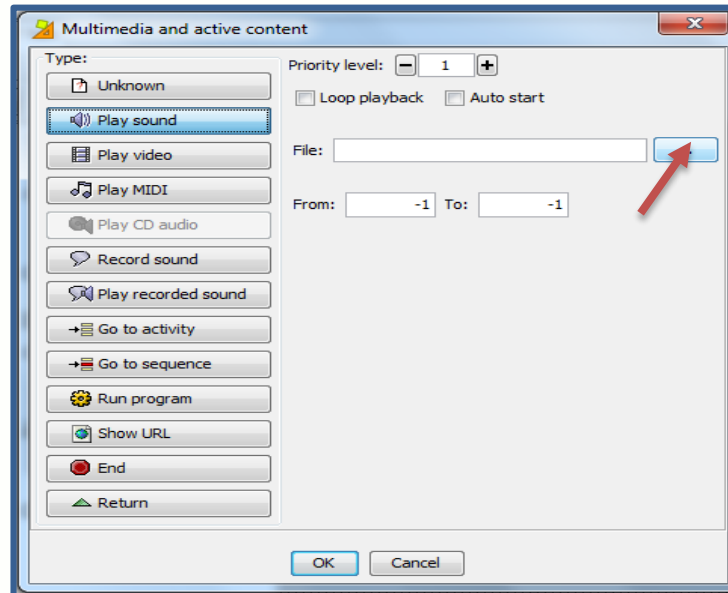 Multimedia and active content
Type:
Unknown
Play sound
Play video
Play MIDI
Play CD audio
Record sound
Play recorded sound
Go to activity
Go to sequence
Run program
Show URL
End
Return
Priority level: 1
Loop playback Auto start
File:
From: -1 To: -1
OK Cancel